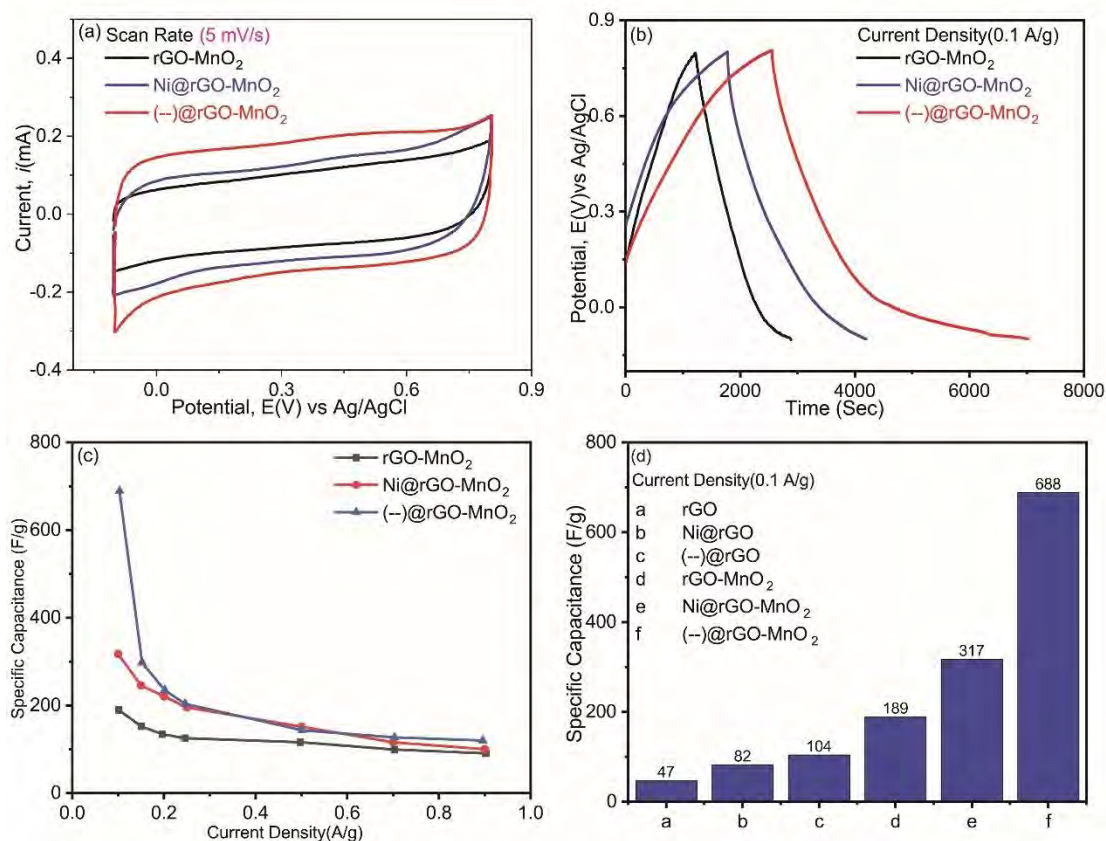 (a) Scan Rate (5 mV/s)
rGO-MnO₂
Ni@rGO-MnO₂
(--)@rGO-MnO₂
0.4
0.2
0.0
-0.2
-0.4
Current, i(mA)
0.0
0.3
0.6
0.9
Potential, E(V) vs Ag/AgCl
(b)
Current Density(0.1 A/g)
rGO-MnO₂
Ni@rGO-MnO₂
(--)@rGO-MnO₂
0.9
0.6
0.3
0.0
Potential, E(V)vs Ag/AgCl
0
2000
4000
6000
8000
Time (Sec)
(c)
rGO-MnO₂
Ni@rGO-MnO₂
(--)@rGO-MnO₂
800
600
400
200
0
Specific Capacitance (F/g)
0.0
0.2
0.4
0.6
0.8
1.0
Current Density(A/g)
(d)
Current Density(0.1 A/g)
a rGO
b Ni@rGO
c (--)@rGO
d rGO-MnO₂
e Ni@rGO-MnO₂
f (--)@rGO-MnO₂
800
600
400
200
0
Specific Capacitance (F/g)
47
82
104
189
317
688
a
b
c
d
e
f